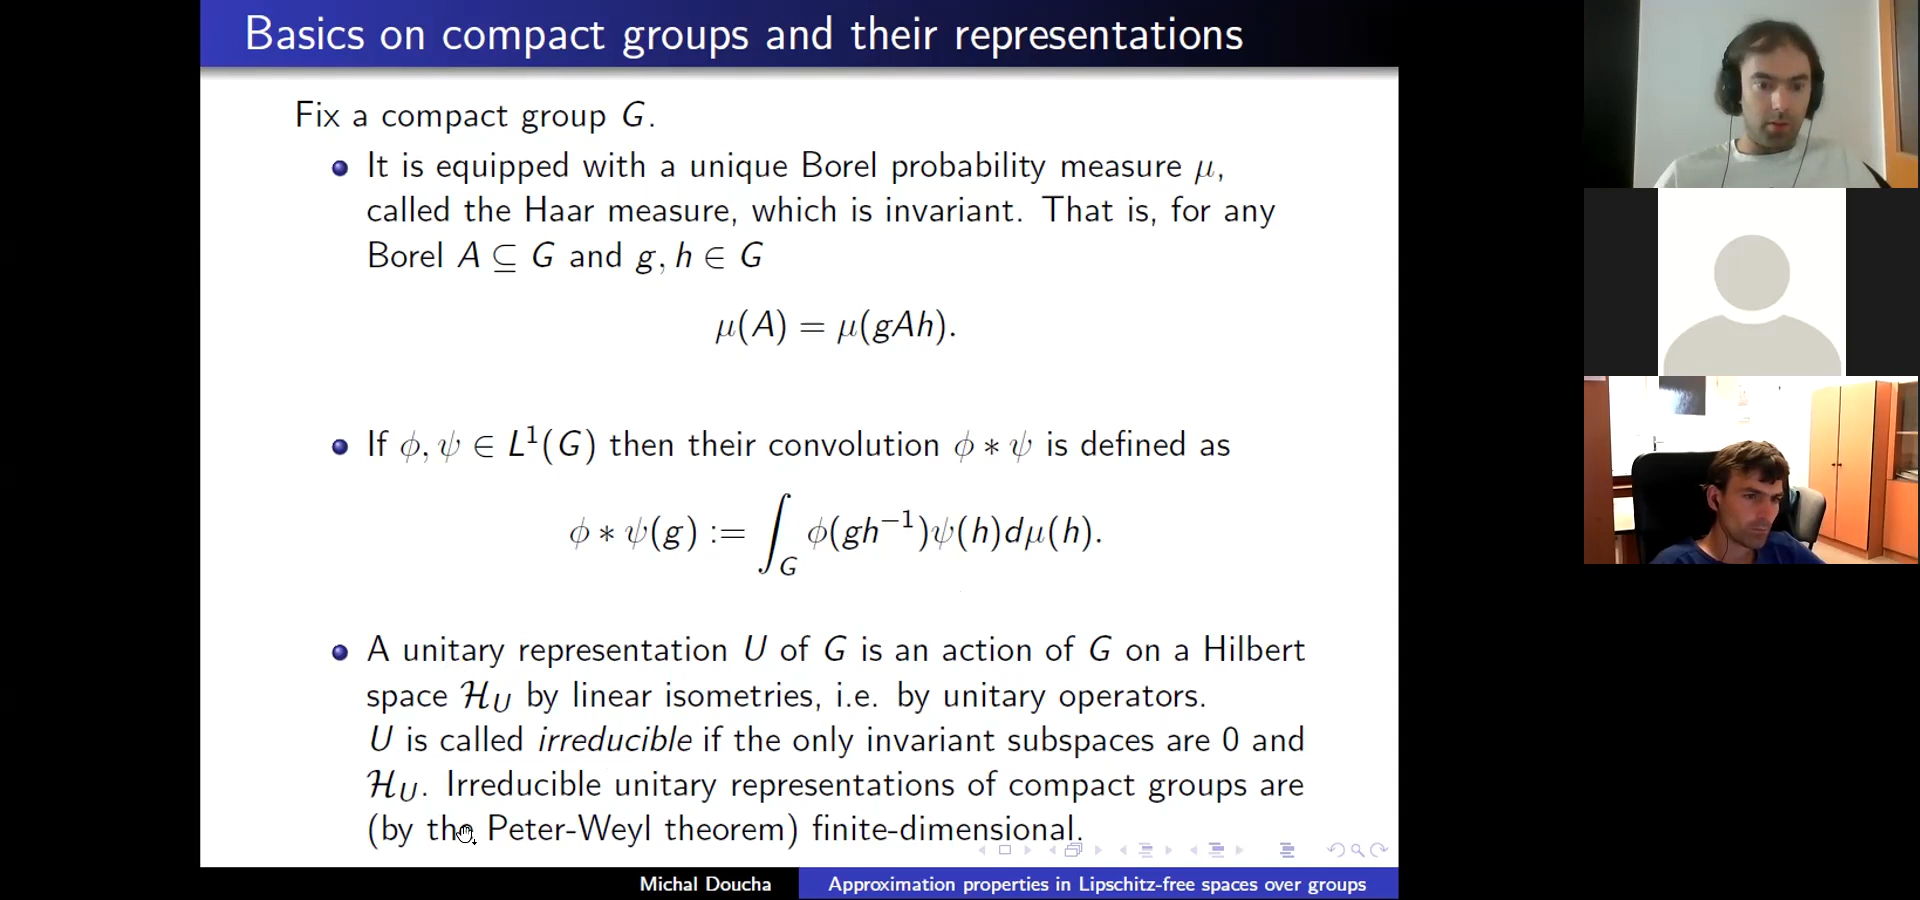 Basics on compact groups and their representations
Fix a compact group G.
It is equipped with a unique Borel probability measure μ,
called the Haar measure, which is invariant. That is, for any
Borel A ⊆ G and g, h ∈ G
μ(A) = μ(gAh).
If ϕ, ψ ∈ L¹(G) then their convolution ϕ ∗ ψ is defined as
ϕ ∗ ψ(g) := ∫_G ϕ(gh⁻¹)ψ(h)dμ(h).
A unitary representation U of G is an action of G on a Hilbert
space ℋ_U by linear isometries, i.e. by unitary operators.
U is called irreducible if the only invariant subspaces are 0 and
ℋ_U. Irreducible unitary representations of compact groups are
(by the Peter-Weyl theorem) finite-dimensional.
Michal Doucha Approximation properties in Lipschitz-free spaces over groups